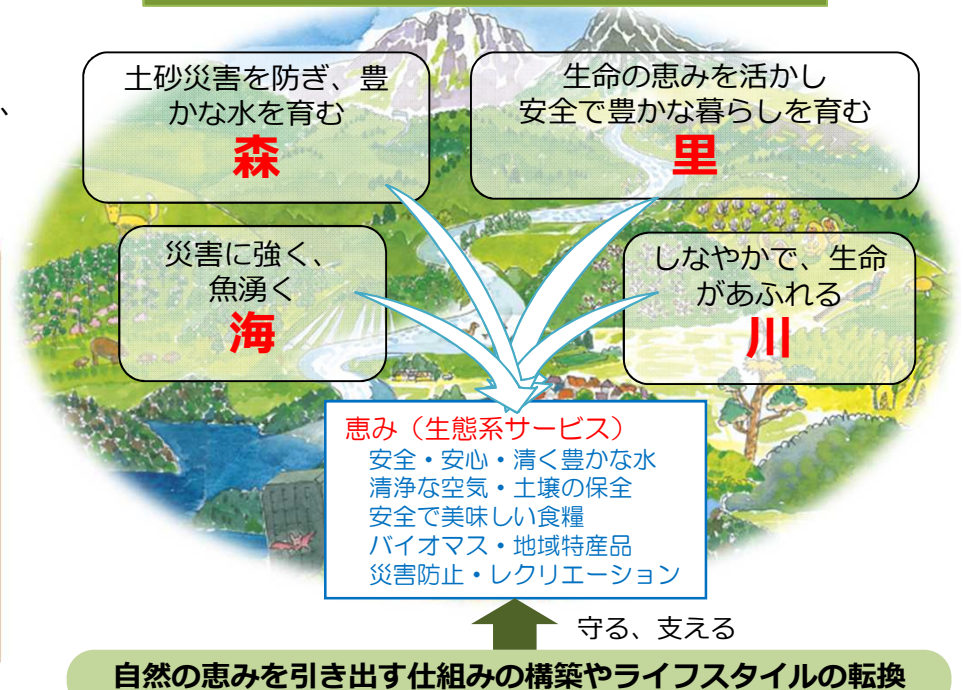 土砂災害を防ぎ、豊
かな水を育む
森
生命の恵みを活かし
安全で豊かな暮らしを育む
里
、
災害に強く、
魚湧く
海
しなやかで、生命
があふれる
川
恵み（生態系サービス）
安全・安心・清く豊かな水
清浄な空気・土壌の保全
安全で美味しい食糧
バイオマス・地域特産品
災害防止・レクリエーション
守る、支える
自然の恵みを引き出す仕組みの構築やライフスタイルの転換